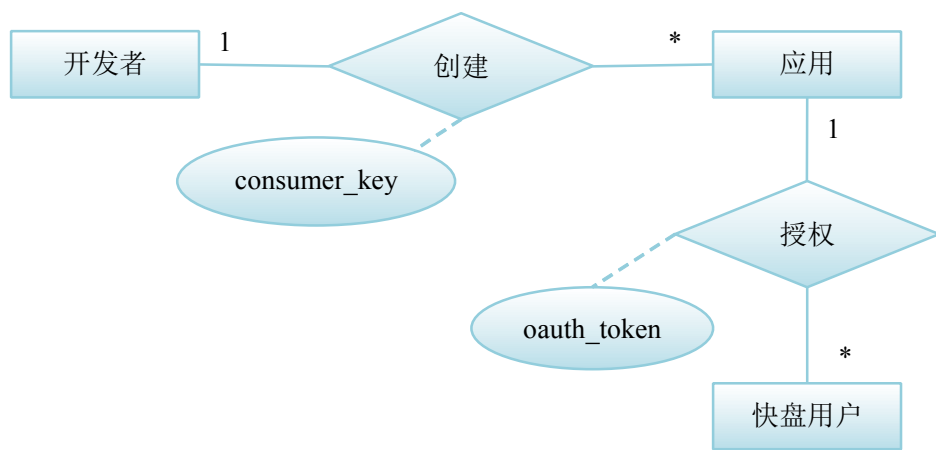 开发者
1
创建
*
应用
consumer_key
1
授权
oauth_token
*
快盘用户